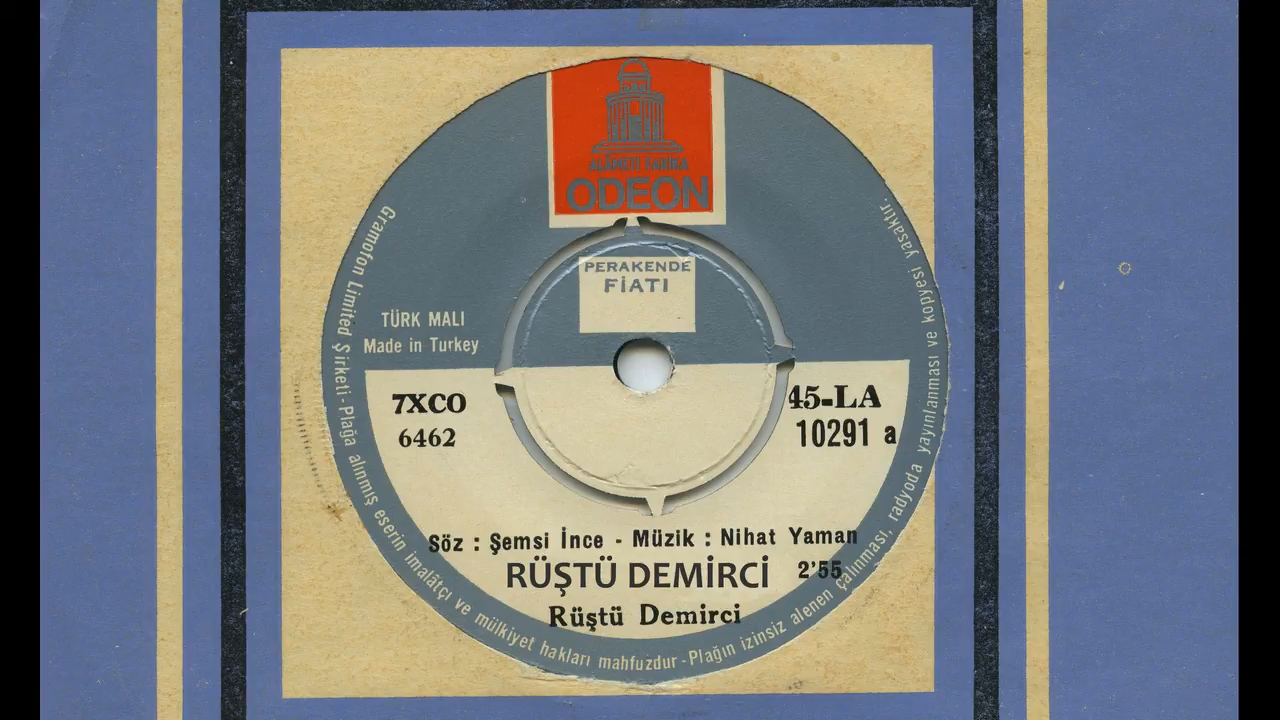 ALÂMETİ FARİKA
ODEON
PERAKENDE
FİATI
TÜRK MALI
Made in Turkey
7XCO
6462
45-LA
10291 a
Söz : Şemsi İnce - Müzik : Nihat Yaman
RÜŞTÜ DEMİRCİ 2'55
Rüştü Demirci
Gramofon Limited Şirketi - Plağa alınmış eserin imalâtçı ve mülkiyet hakları mahfuzdur - Plağın izinsiz alenen çalınması, radyoda yayınlanması ve kopyesi yasaktır.